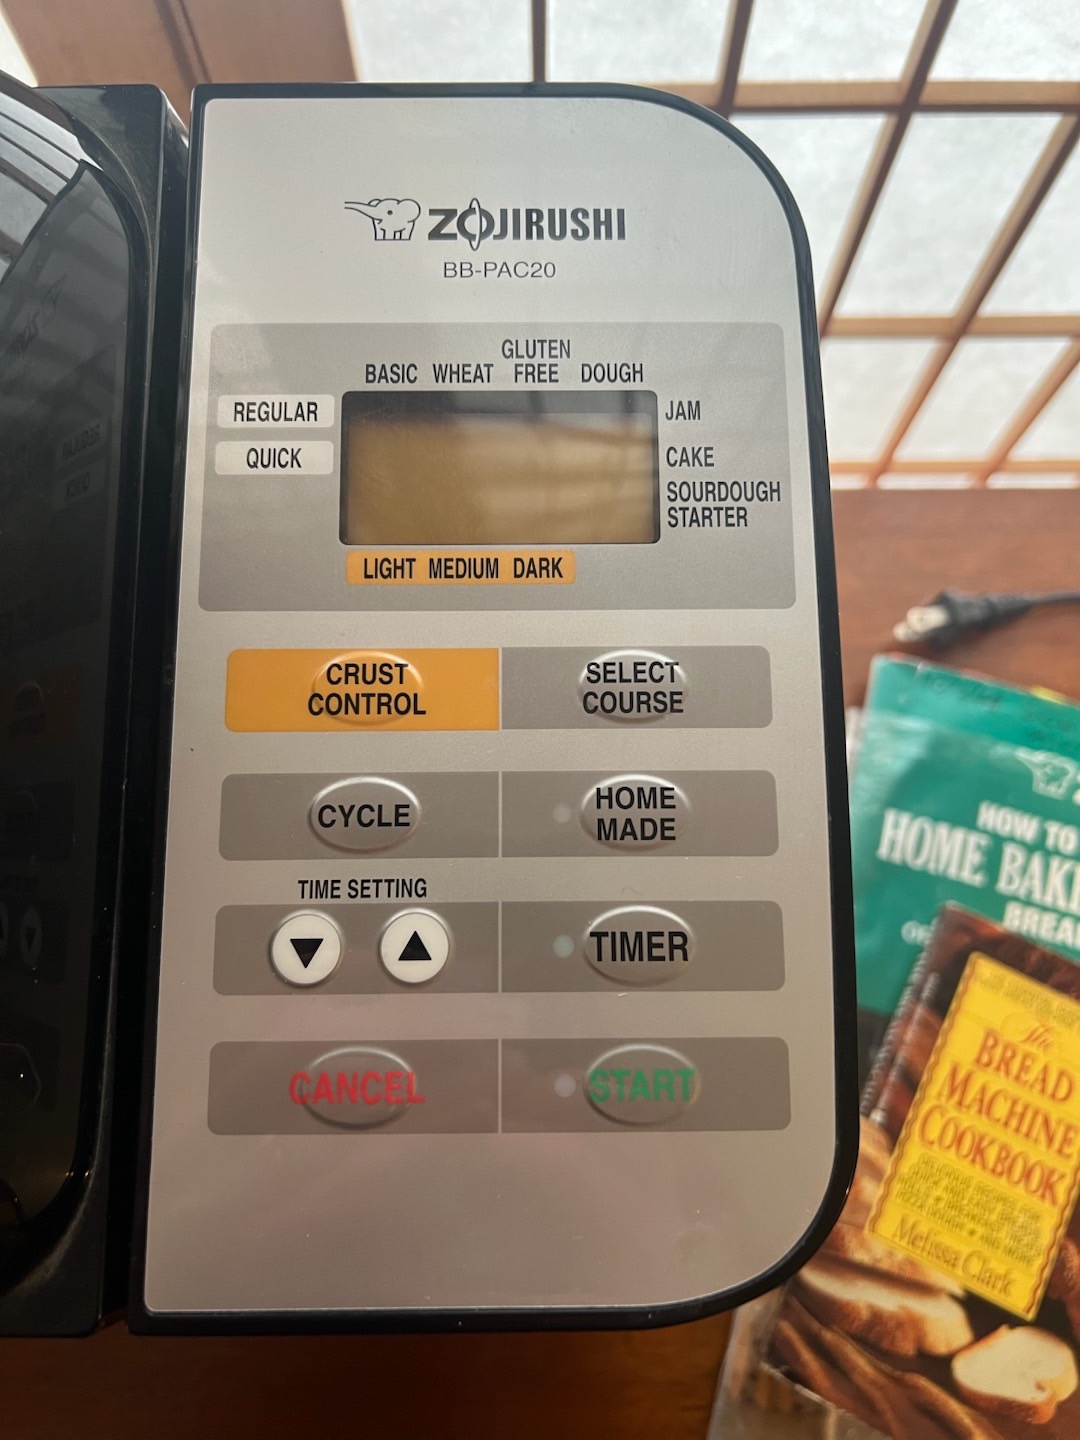 ZOJIRUSHI
BB-PAC20
GLUTEN
BASIC WHEAT FREE DOUGH
REGULAR
JAM
QUICK
CAKE
SOURDOUGH
STARTER
LIGHT MEDIUM DARK
CRUST
CONTROL
SELECT
COURSE
CYCLE
HOME
MADE
TIME SETTING
TIMER
CANCEL
START
HOW TO
HOME BAK
BREA
The
BREAD
MACHINE
COOKBOOK
Melissa Clark